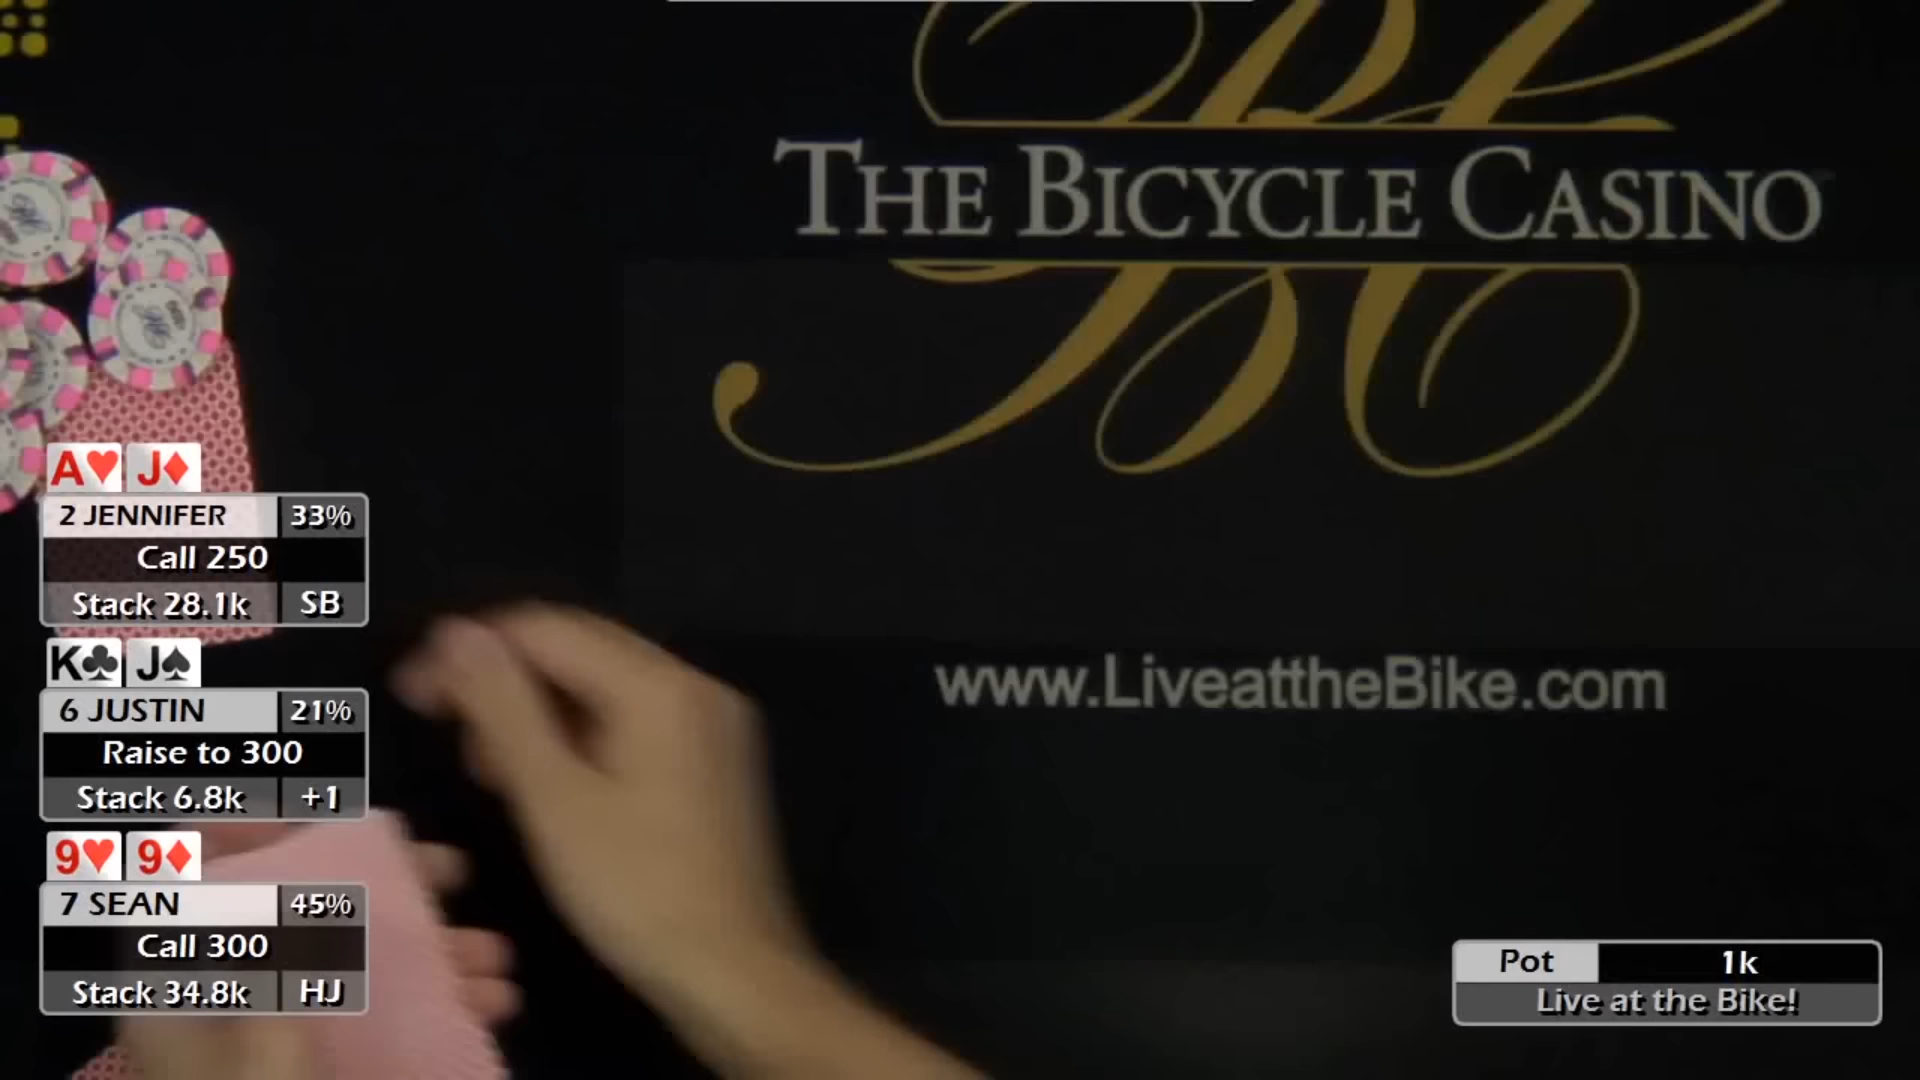 THE BICYCLE CASINO
www.LiveattheBike.com
A♥ J♦
2 JENNIFER 33%
Call 250
Stack 28.1k SB
K♣ J♠
6 JUSTIN 21%
Raise to 300
Stack 6.8k +1
9♥ 9♦
7 SEAN 45%
Call 300
Stack 34.8k HJ
Pot 1k
Live at the Bike!